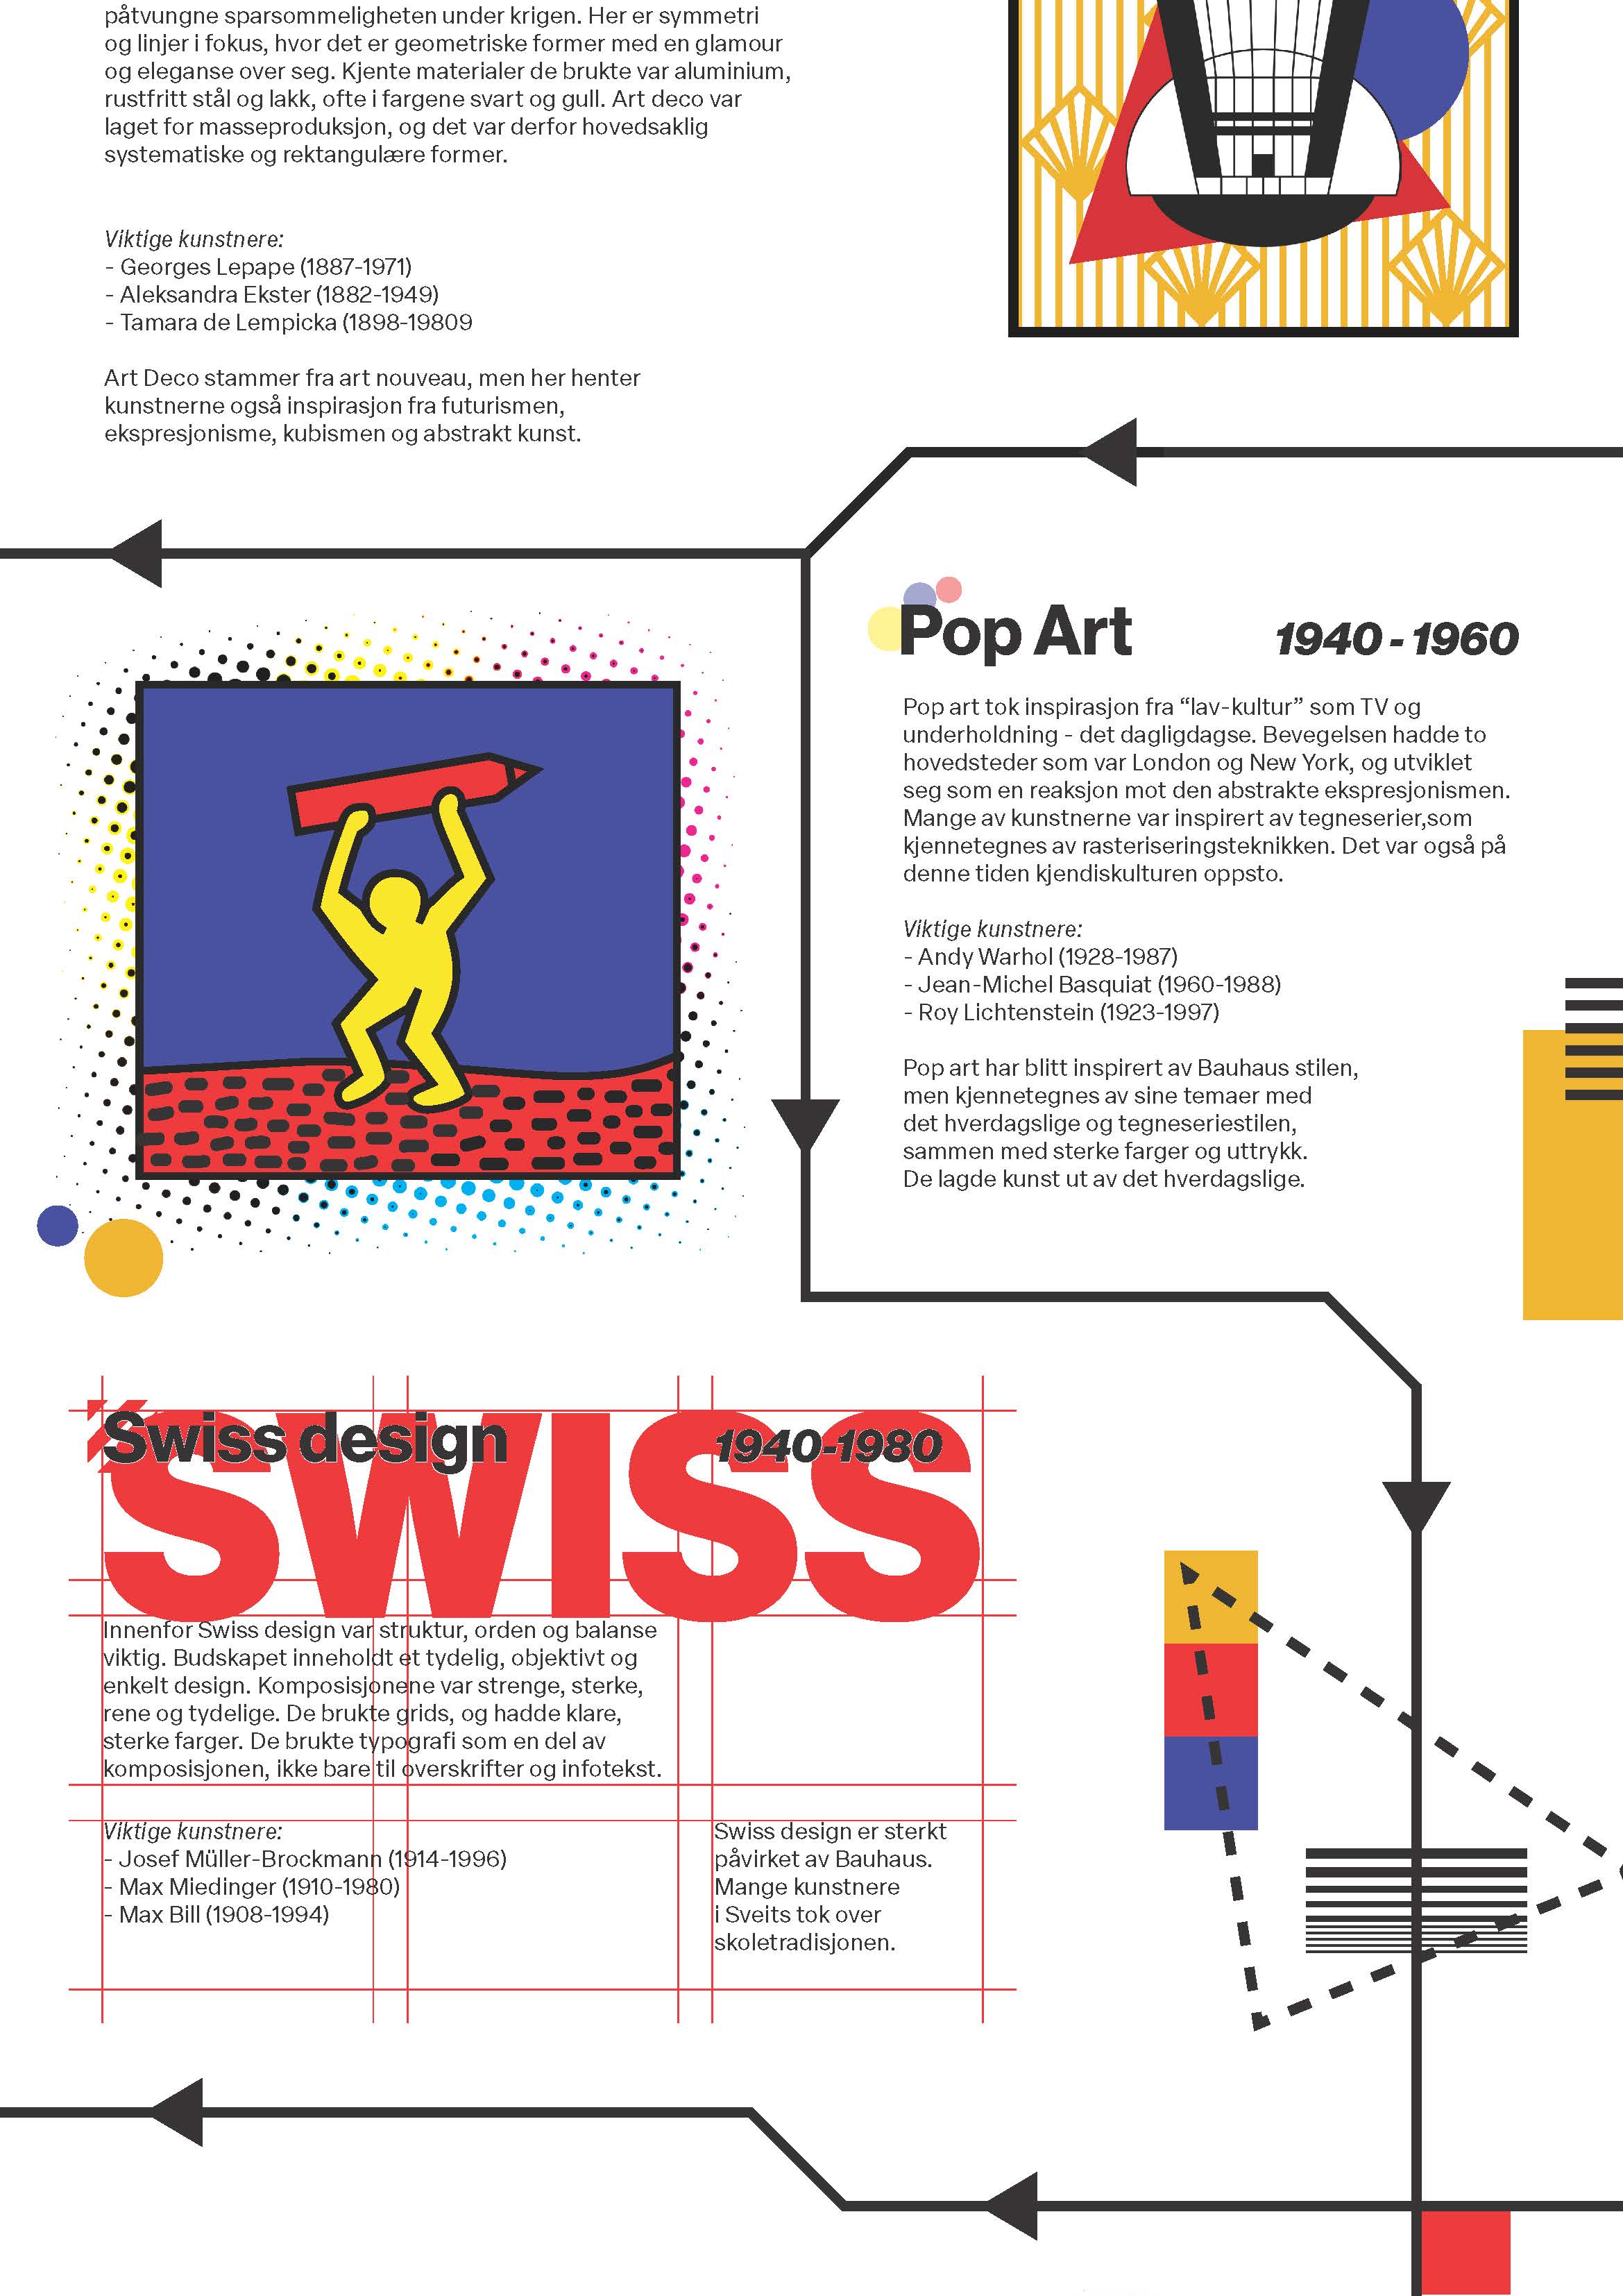 påtvungne sparsommeligheten under krigen. Her er symmetri
og linjer i fokus, hvor det er geometriske former med en glamour
og eleganse over seg. Kjente materialer de brukte var aluminium,
rustfritt stål og lakk, ofte i fargene svart og gull. Art deco var
laget for masseproduksjon, og det var derfor hovedsaklig
systematiske og rektangulære former.
Viktige kunstnere:
- Georges Lepape (1887-1971)
- Aleksandra Ekster (1882-1949)
- Tamara de Lempicka (1898-19809
Art Deco stammer fra art nouveau, men her henter
kunstnerne også inspirasjon fra futurismen,
ekspresjonisme, kubismen og abstrakt kunst.
Pop Art 1940 - 1960
Pop art tok inspirasjon fra “lav-kultur” som TV og
underholdning - det dagligdagse. Bevegelsen hadde to
hovedsteder som var London og New York, og utviklet
seg som en reaksjon mot den abstrakte ekspresjonismen.
Mange av kunstnerne var inspirert av tegneserier,som
kjennetegnes av rasteriseringsteknikken. Det var også på
denne tiden kjendiskulturen oppsto.
Viktige kunstnere:
- Andy Warhol (1928-1987)
- Jean-Michel Basquiat (1960-1988)
- Roy Lichtenstein (1923-1997)
Pop art har blitt inspirert av Bauhaus stilen,
men kjennetegnes av sine temaer med
det hverdagslige og tegneseriestilen,
sammen med sterke farger og uttrykk.
De lagde kunst ut av det hverdagslige.
Swiss design 1940-1980
SWISS
Innenfor Swiss design var struktur, orden og balanse
viktig. Budskapet inneholdt et tydelig, objektivt og
enkelt design. Komposisjonene var strenge, sterke,
rene og tydelige. De brukte grids, og hadde klare,
sterke farger. De brukte typografi som en del av
komposisjonen, ikke bare til overskrifter og infotekst.
Viktige kunstnere:
- Josef Müller-Brockmann (1914-1996)
- Max Miedinger (1910-1980)
- Max Bill (1908-1994)
Swiss design er sterkt
påvirket av Bauhaus.
Mange kunstnere
i Sveits tok over
skoletradisjonen.